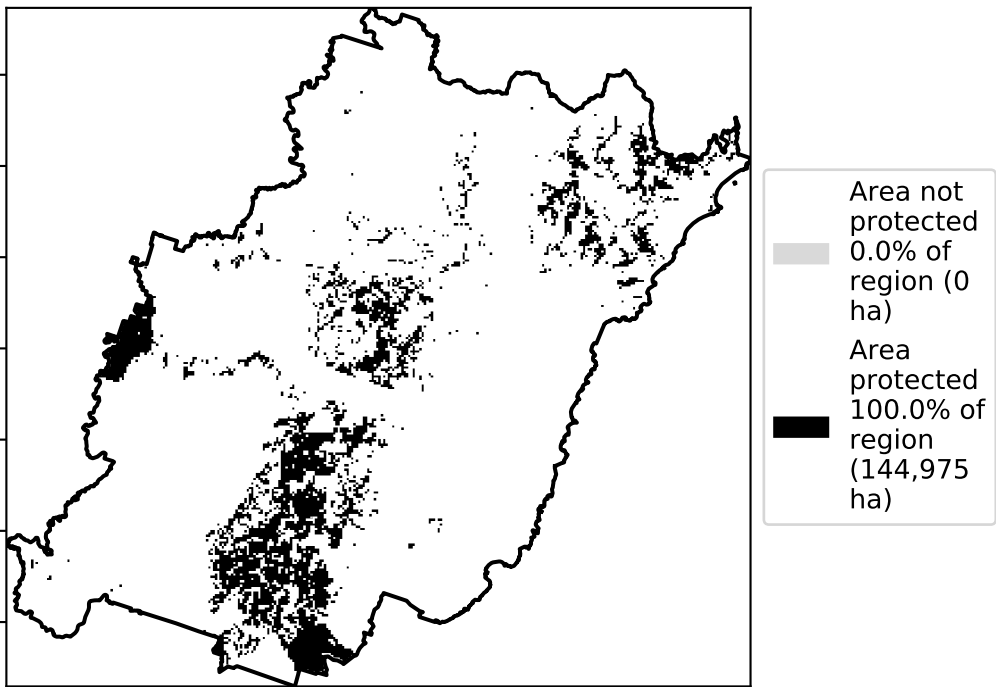 Area not
protected
0.0% of
region (0
ha)
Area
protected
100.0% of
region
(144,975
ha)